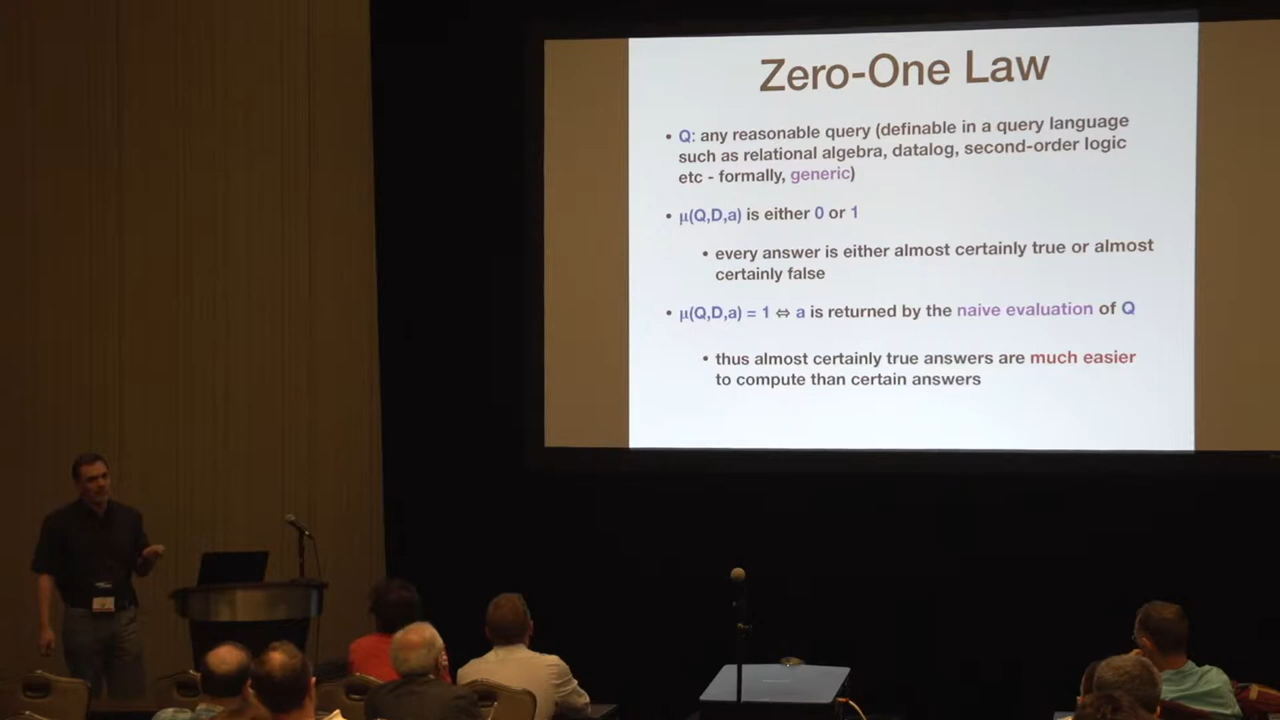 Zero-One Law
• Q: any reasonable query (definable in a query language
such as relational algebra, datalog, second-order logic
etc - formally, generic)
• μ(Q,D,a) is either 0 or 1
• every answer is either almost certainly true or almost
certainly false
• μ(Q,D,a) = 1 ⇔ a is returned by the naive evaluation of Q
• thus almost certainly true answers are much easier
to compute than certain answers